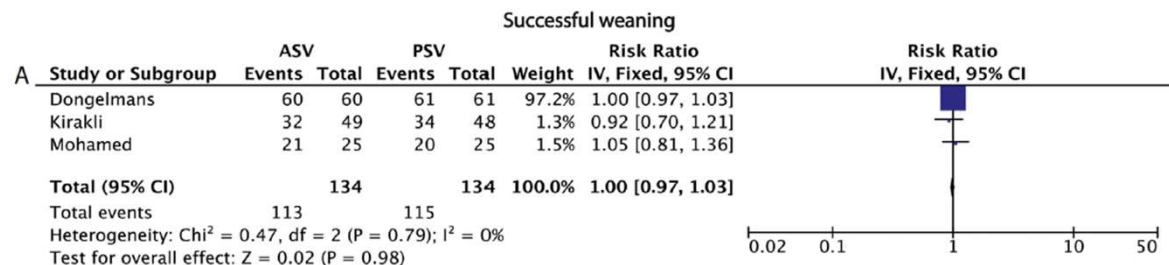 Successful weaning
ASV PSV Risk Ratio Risk Ratio
A Study or Subgroup Events Total Events Total Weight IV, Fixed, 95% CI IV, Fixed, 95% CI
Dongelmans 60 60 61 61 97.2% 1.00 [0.97, 1.03]
Kirakli 32 49 34 48 1.3% 0.92 [0.70, 1.21]
Mohamed 21 25 20 25 1.5% 1.05 [0.81, 1.36]
Total (95% CI) 134 134 100.0% 1.00 [0.97, 1.03]
Total events 113 115
Heterogeneity: Chi² = 0.47, df = 2 (P = 0.79); I² = 0%
Test for overall effect: Z = 0.02 (P = 0.98)
0.02 0.1 1 10 50